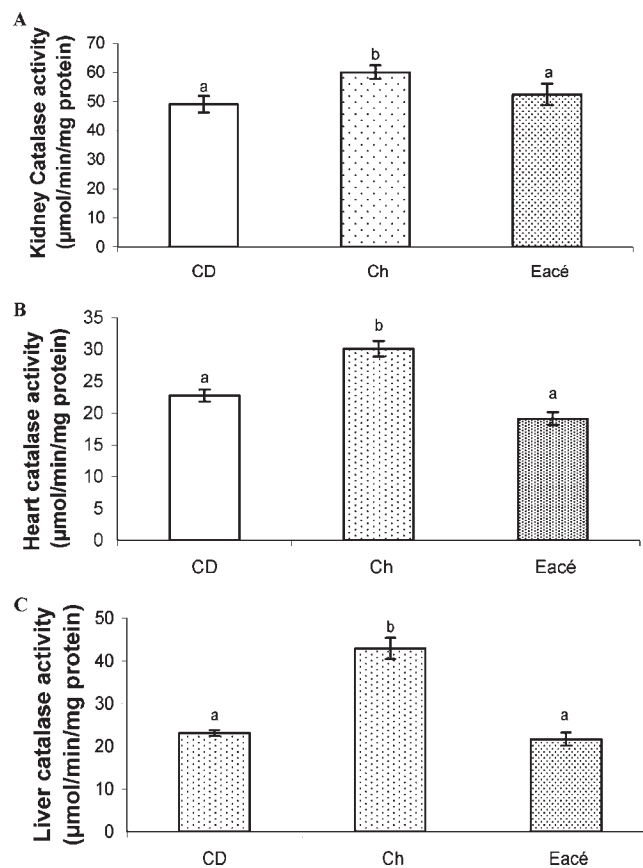 A
Kidney Catalase activity
(µmol/min/mg protein)
70
60
50
40
30
20
10
0
a
b
a
CD
Ch
Eacé
B
Heart catalase activity
(µmol/min/mg protein)
35
30
25
20
15
10
5
0
a
b
a
CD
Ch
Eacé
C
Liver catalase activity
(µmol/min/mg protein)
50
40
30
20
10
0
a
b
a
CD
Ch
Eacé